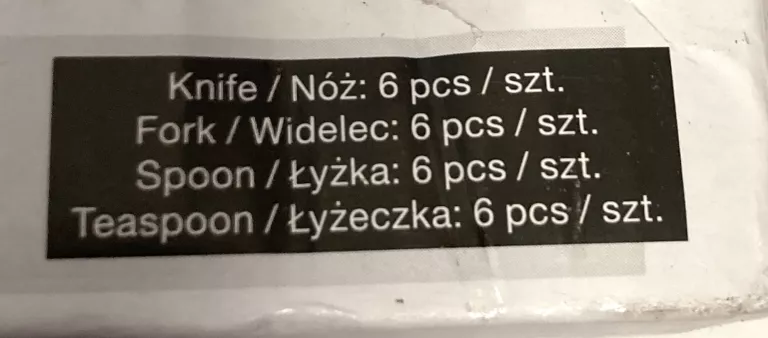 Knife / Nóż: 6 pcs / szt.
Fork / Widelec: 6 pcs / szt.
Spoon / Łyżka: 6 pcs / szt.
Teaspoon / Łyżeczka: 6 pcs / szt.